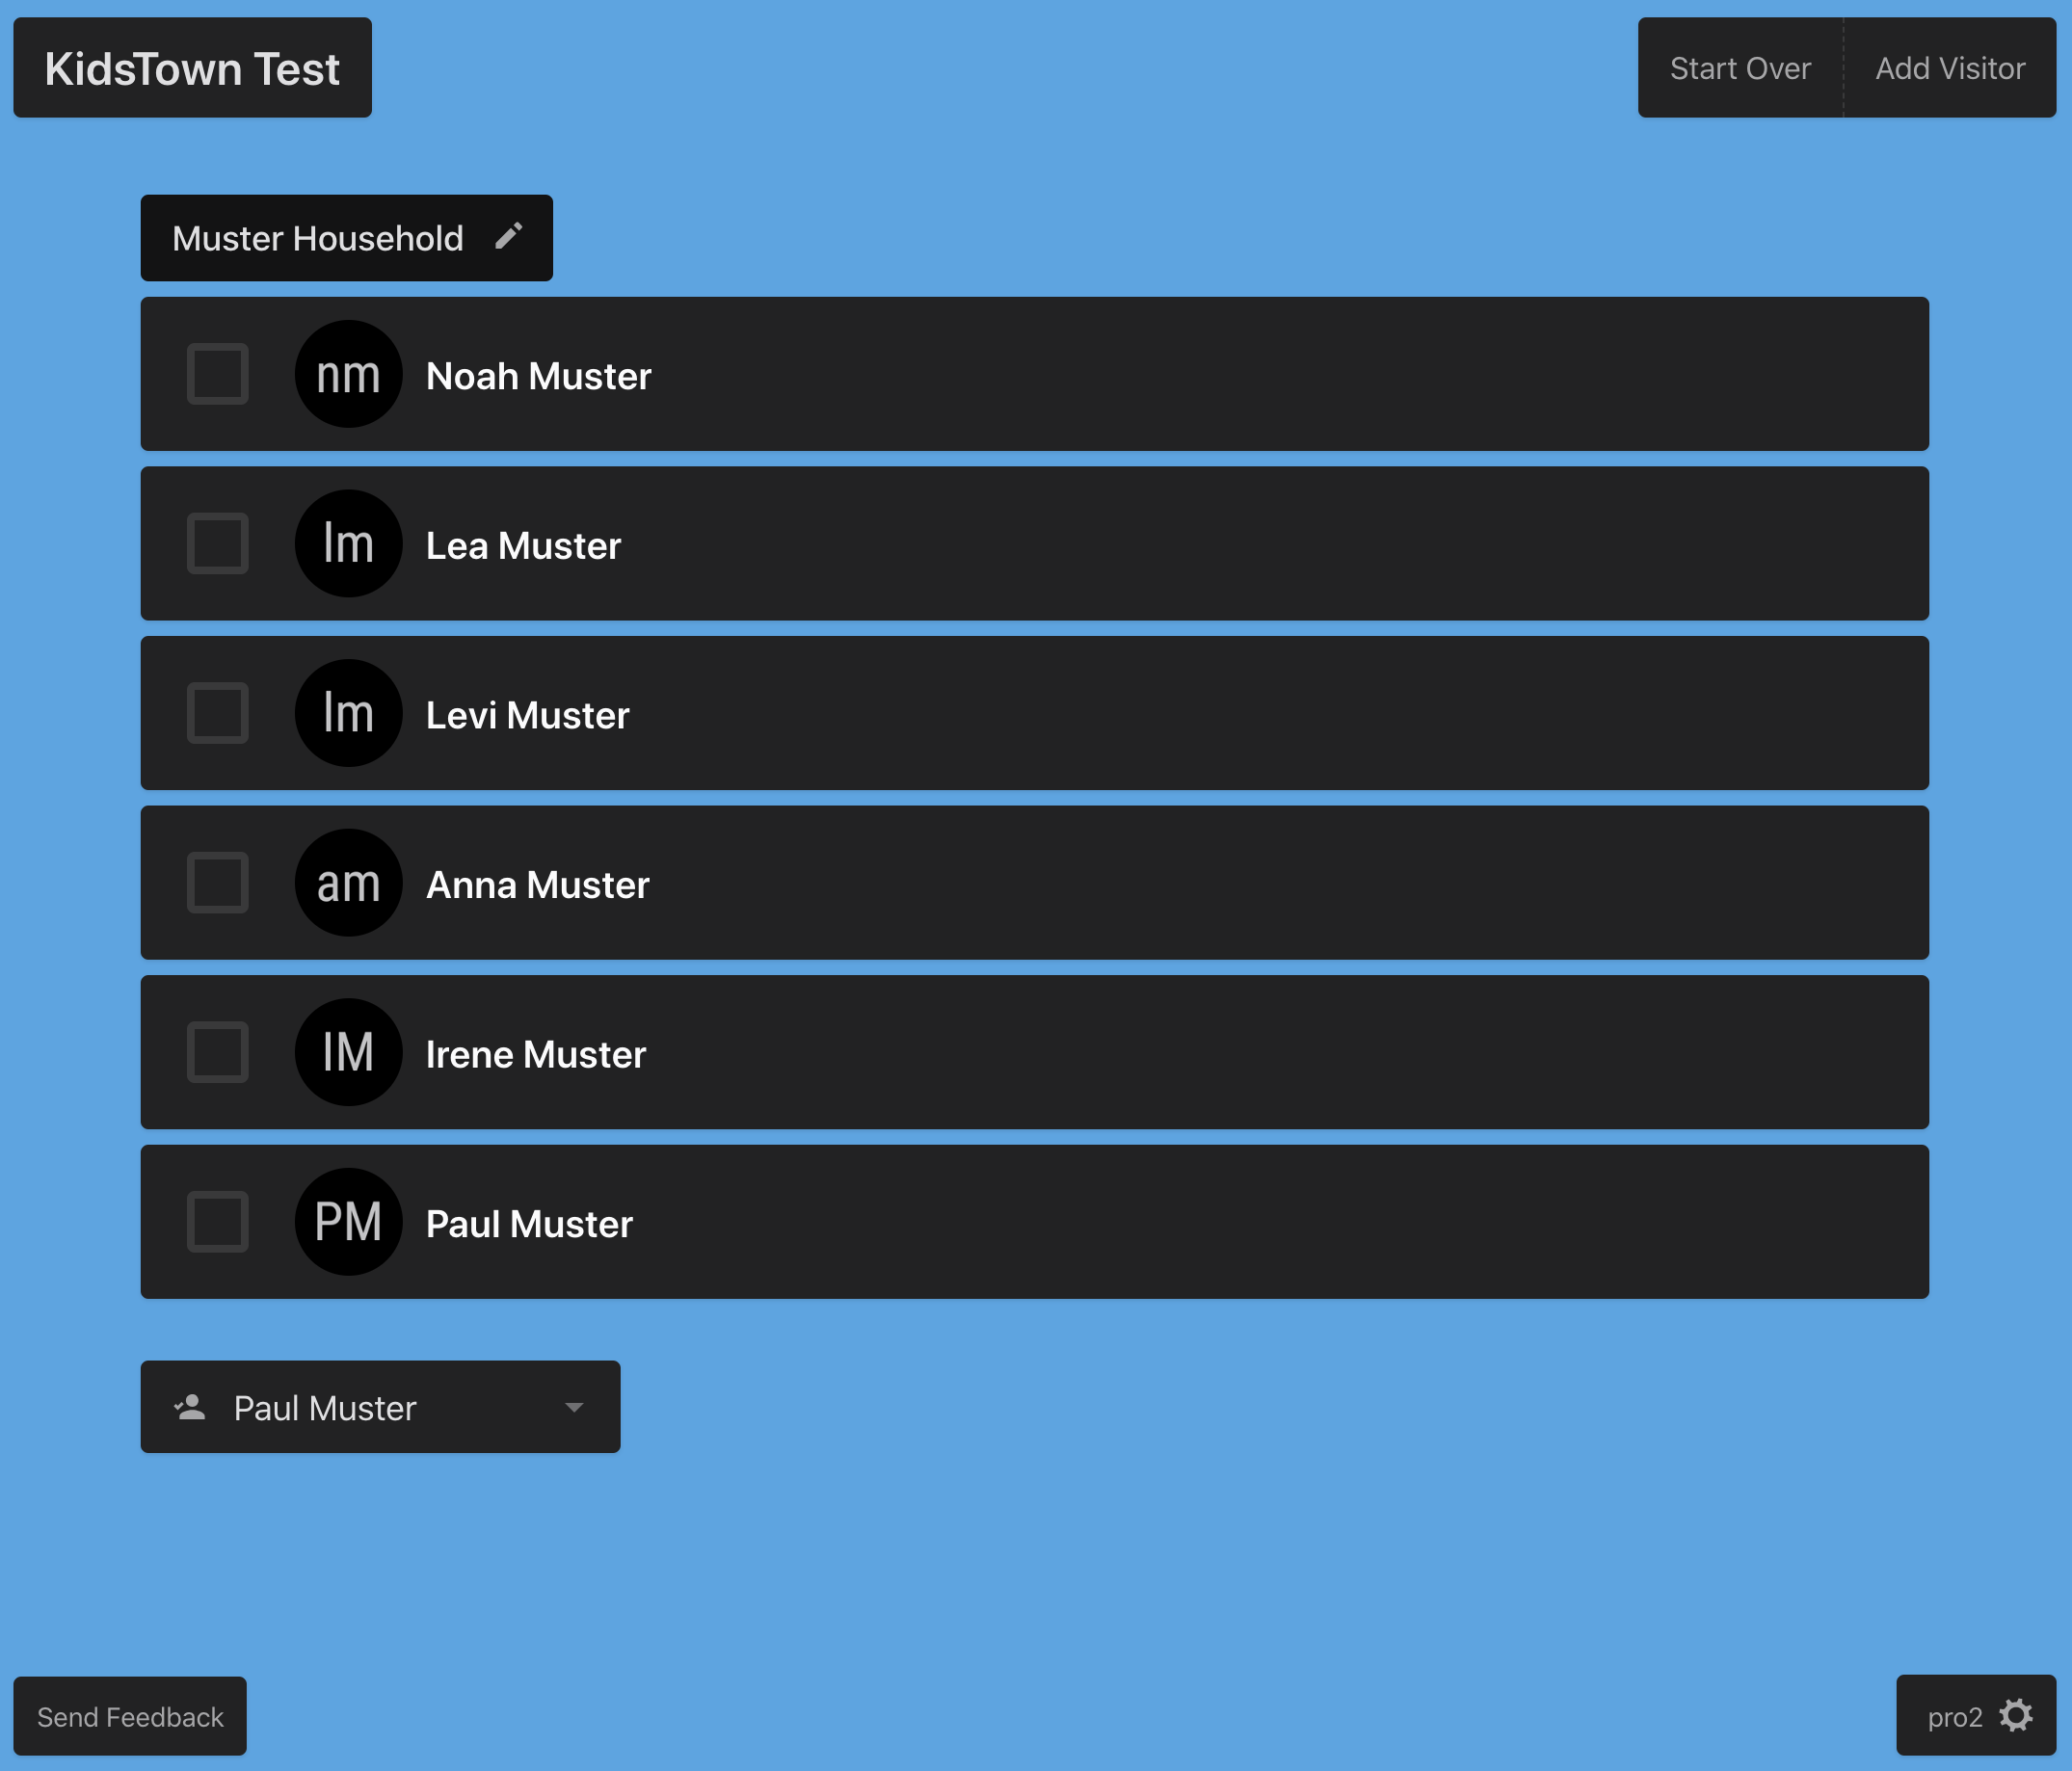 KidsTown Test
Start Over
Add Visitor
Muster Household
nm Noah Muster
lm Lea Muster
lm Levi Muster
am Anna Muster
IM Irene Muster
PM Paul Muster
Paul Muster
Send Feedback
pro2